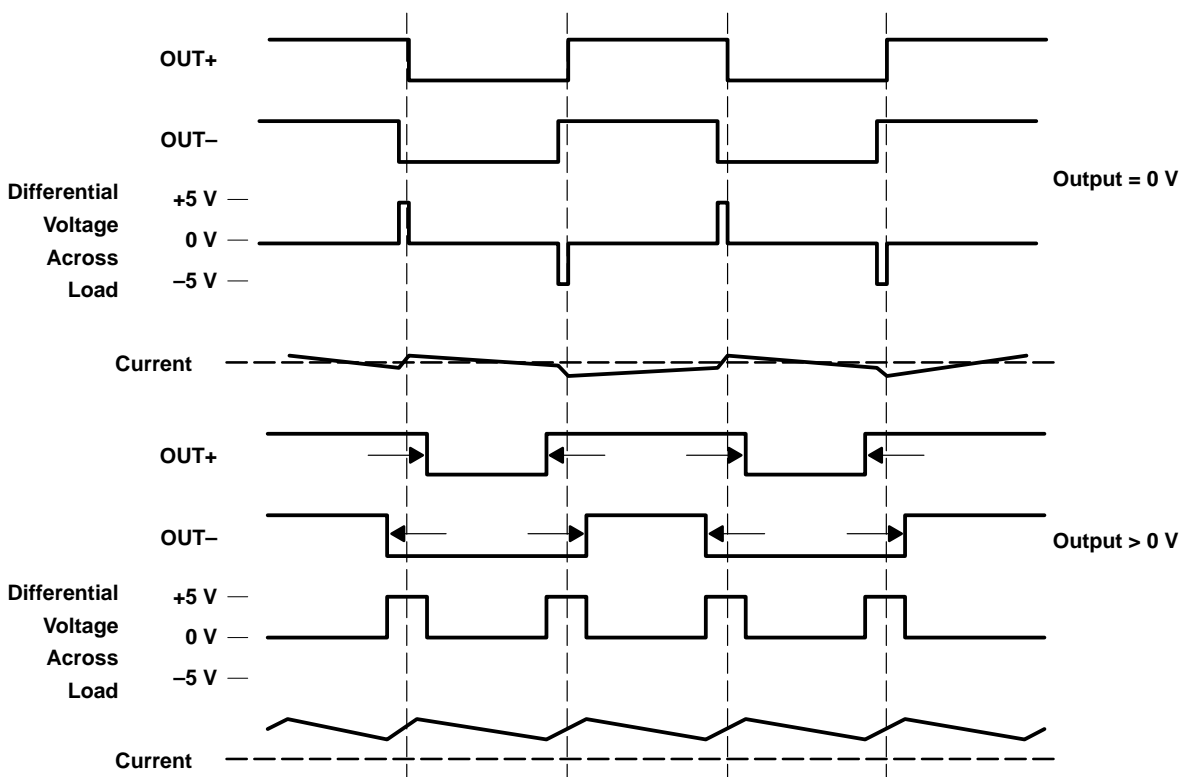 OUT+
OUT–
Output = 0 V
Differential
Voltage
Across
Load
+5 V
0 V
–5 V
Current
OUT+
OUT–
Output > 0 V
Differential
Voltage
Across
Load
+5 V
0 V
–5 V
Current